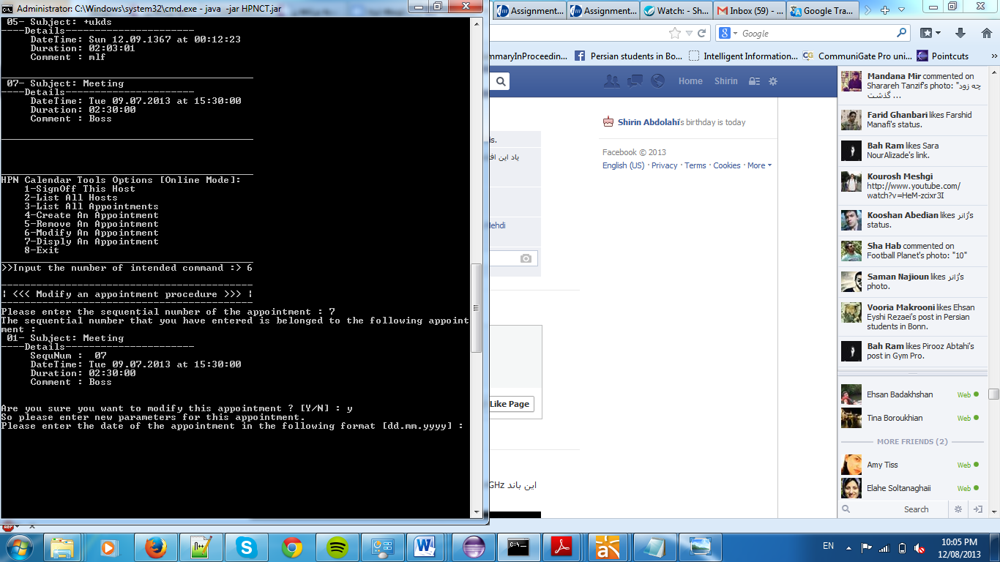 Administrator: C:\Windows\system32\cmd.exe - java -jar HPNCT.jar
05- Subject: +ukds
----Details----------------------
DateTime: Sun 12.09.1367 at 00:12:23
Duration: 02:03:01
Comment : mlf
07- Subject: Meeting
----Details----------------------
DateTime: Tue 09.07.2013 at 15:30:00
Duration: 02:30:00
Comment : Boss
HPN Calendar Tools Options [Online Mode]:
1-SignOff This Host
2-List All Hosts
3-List All Appointments
4-Create An Appointment
5-Remove An Appointment
6-Modify An Appointment
7-Disply An Appointment
8-Exit
>>Input the number of intended command :> 6
¦ <<< Modify an appointment procedure >>> ¦
Please enter the sequential number of the appointment : 7
The sequential number that you have entered is belonged to the following appoint
ment :
01- Subject: Meeting
----Details----------------------
SequNum :  07
DateTime: Tue 09.07.2013 at 15:30:00
Duration: 02:30:00
Comment : Boss
Are you sure you want to modify this appointment ? [Y/N] : y
So please enter new parameters for this appointment.
Please enter the date of the appointment in the following format [dd.mm.yyyy] :
Assignment...
Assignment...
Watch: - Sh...
Inbox (59) - ...
Google Tra...
Google
mmaryInProceedin...
Persian students in Bo...
Intelligent Information...
CommuniGate Pro uni...
Pointcuts
Home
Shirin
is.
یاد این اف
lehdi
Like Page
این باند GHz
Shirin Abdolahi's birthday is today
Facebook © 2013
English (US) · Privacy · Terms · Cookies · More
Mandana Mir commented on
Sharareh Tanzif's photo: "چه زود
گذشت ...
Farid Ghanbari likes Farshid
Manafi's status.
Bah Ram likes Sara
NourAlizade's link.
Kourosh Meshgi
http://www.youtube.com/
watch?v=HeM-zcixr3I
Kooshan Abedian likes ژانر's
status.
Sha Hab commented on
Football Planet's photo: "10"
Saman Najioun likes ژانر's
photo.
Vooria Makrooni likes Ehsan
Eyshi Rezaei's post in Persian
students in Bonn.
Bah Ram likes Pirooz Abtahi's
post in Gym Pro.
Ehsan Badakhshan Web
Tina Boroukhian Web
MORE FRIENDS (2)
Amy Tiss Web
Elahe Soltanaghaii Web
Search
ABP
EN
10:05 PM
12/08/2013